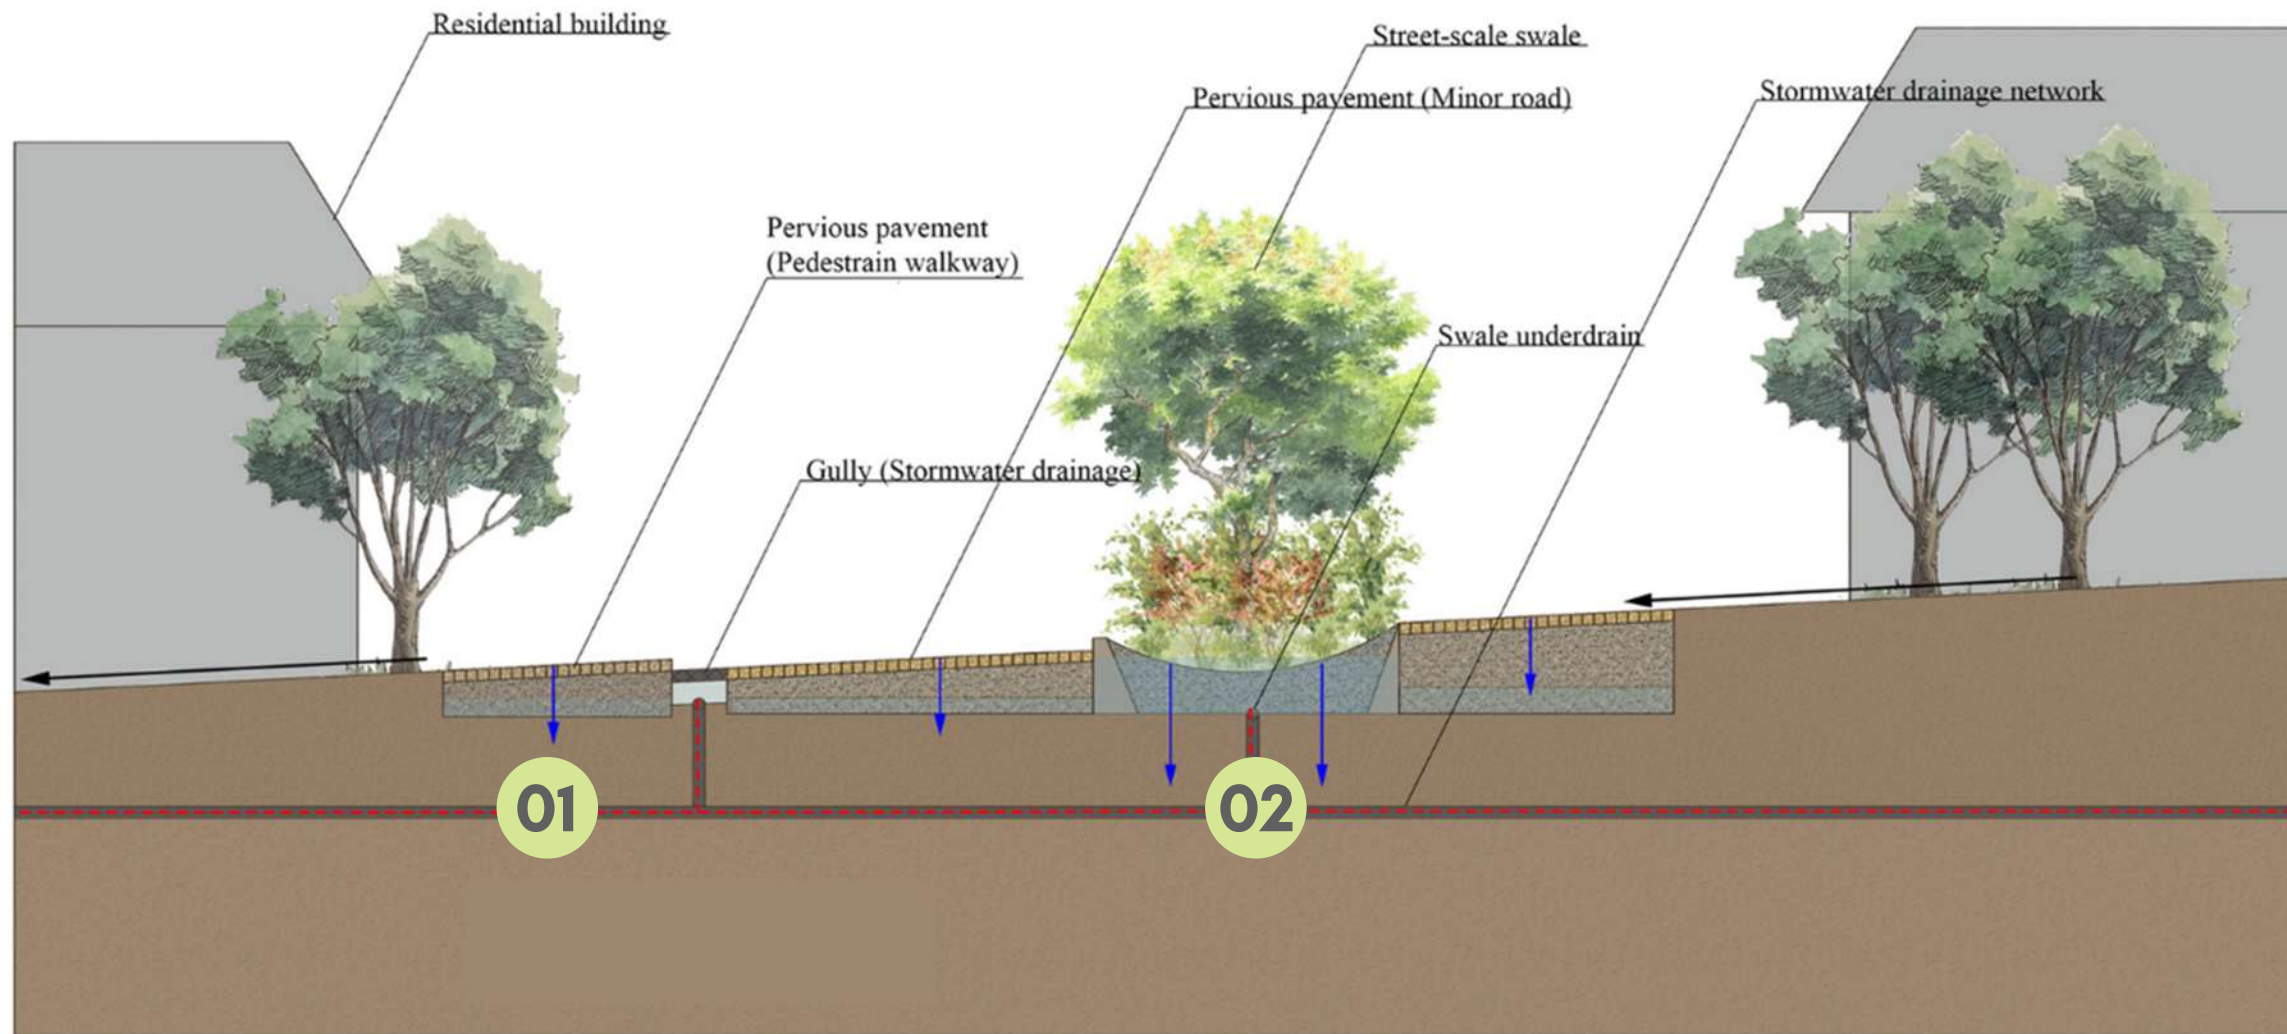 Residential building
Street-scale swale
Pervious pavement (Minor road)
Stormwater drainage network
Pervious pavement
(Pedestrain walkway)
Swale underdrain
Gully (Stormwater drainage)
01
02